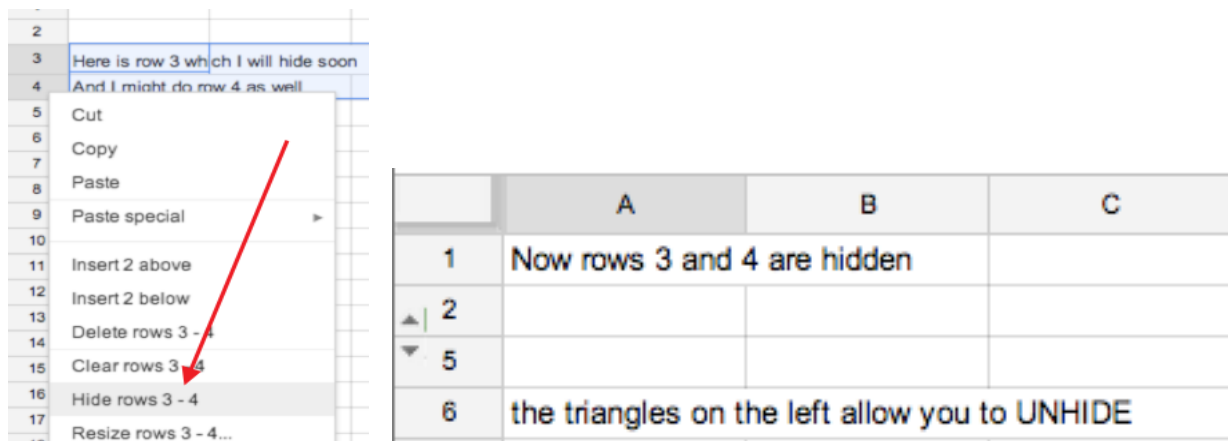 2
3 Here is row 3 which I will hide soon
4 And I might do row 4 as well
5 Cut
6
Copy
7
8 Paste
9 Paste special
10
11 Insert 2 above
12 Insert 2 below
13
Delete rows 3 - 4
14
15 Clear rows 3 - 4
16 Hide rows 3 - 4
17
Resize rows 3 - 4...
A B C
1 Now rows 3 and 4 are hidden
2
5
6 the triangles on the left allow you to UNHIDE